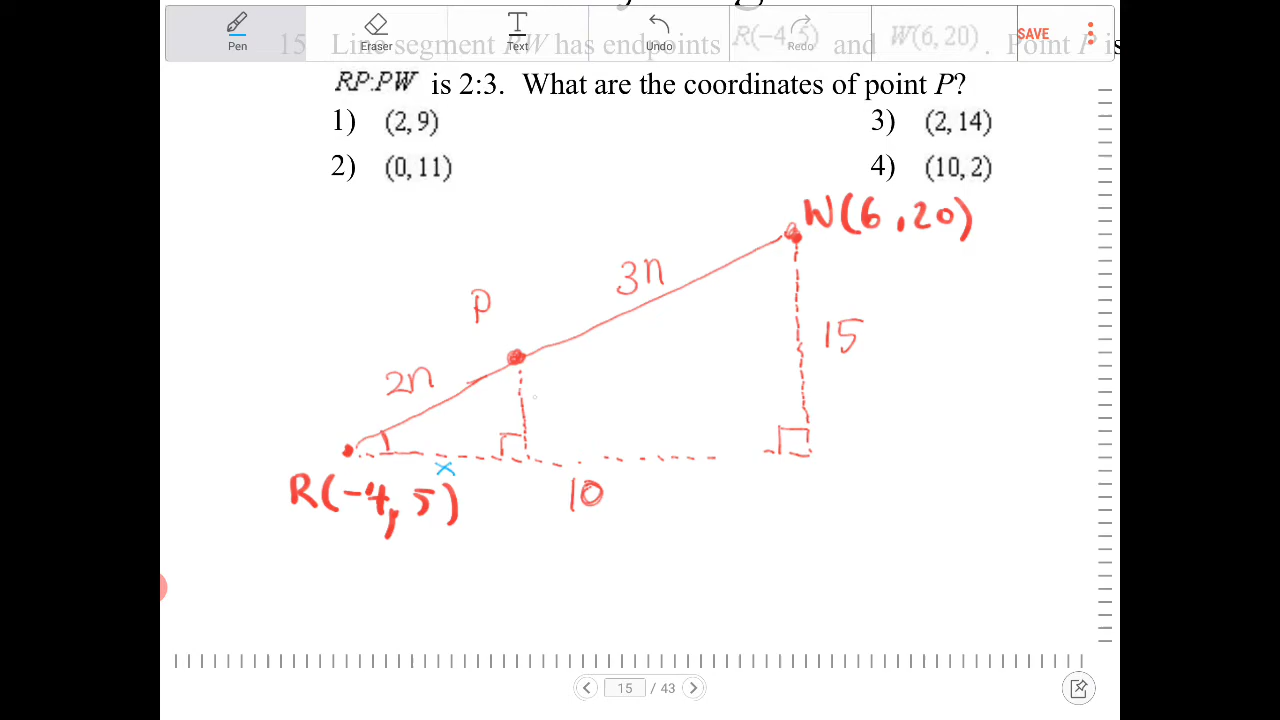 Pen Eraser Text Undo Redo SAVE
15 Line segment RW has endpoints R(-4, 5) and W(6, 20) . Point P is
RP:PW is 2:3. What are the coordinates of point P?
1) (2, 9) 3) (2, 14)
2) (0, 11) 4) (10, 2)
W(6, 20)
3n
P
15
2n
x
R(-4, 5)
10
15 / 43